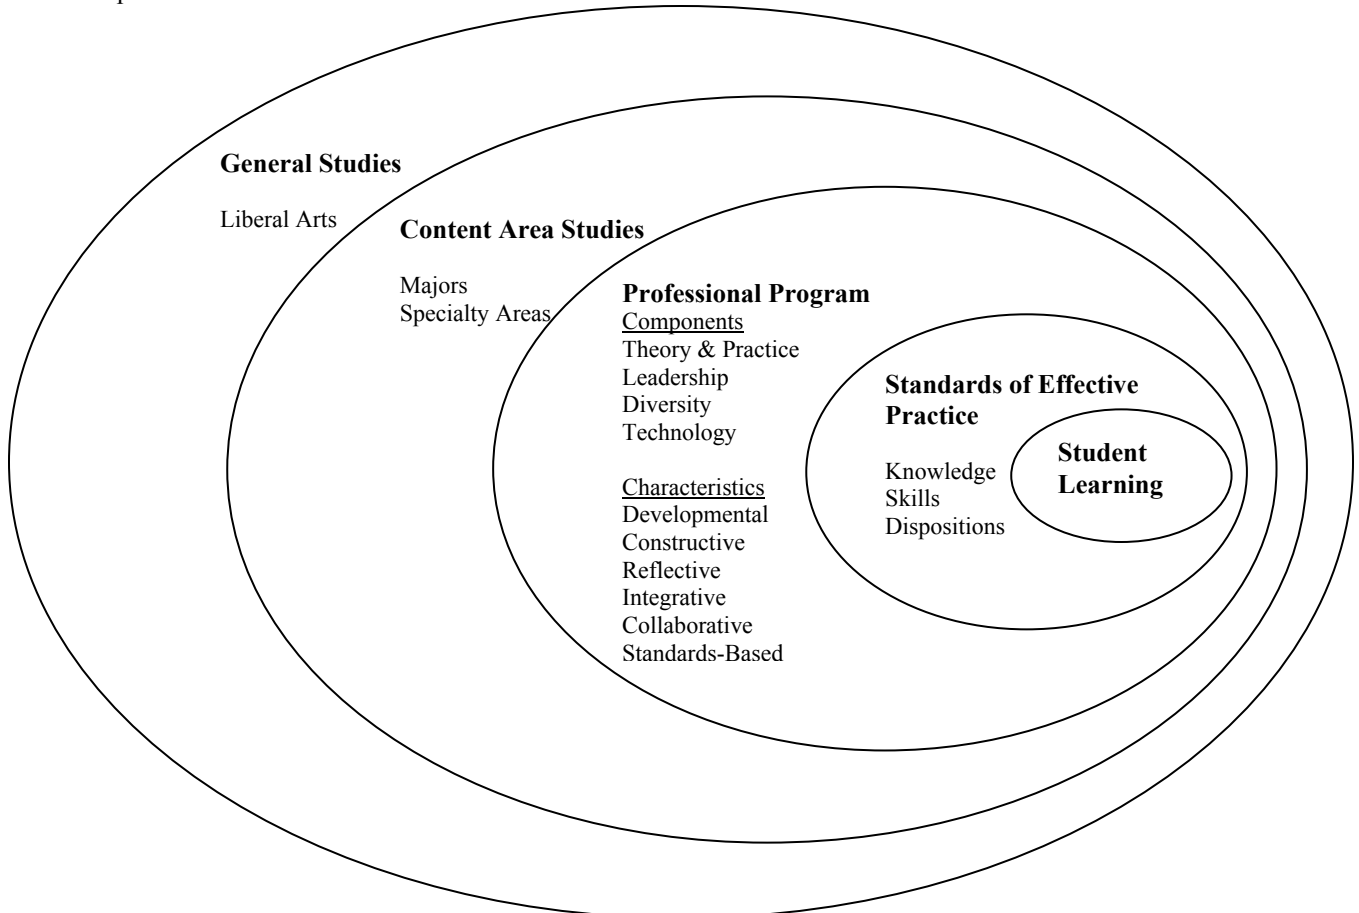 General Studies
Liberal Arts
Content Area Studies
Majors
Specialty Areas
Professional Program
Components
Theory & Practice
Leadership
Diversity
Technology
Characteristics
Developmental
Constructive
Reflective
Integrative
Collaborative
Standards-Based
Standards of Effective
Practice
Knowledge
Skills
Dispositions
Student
Learning